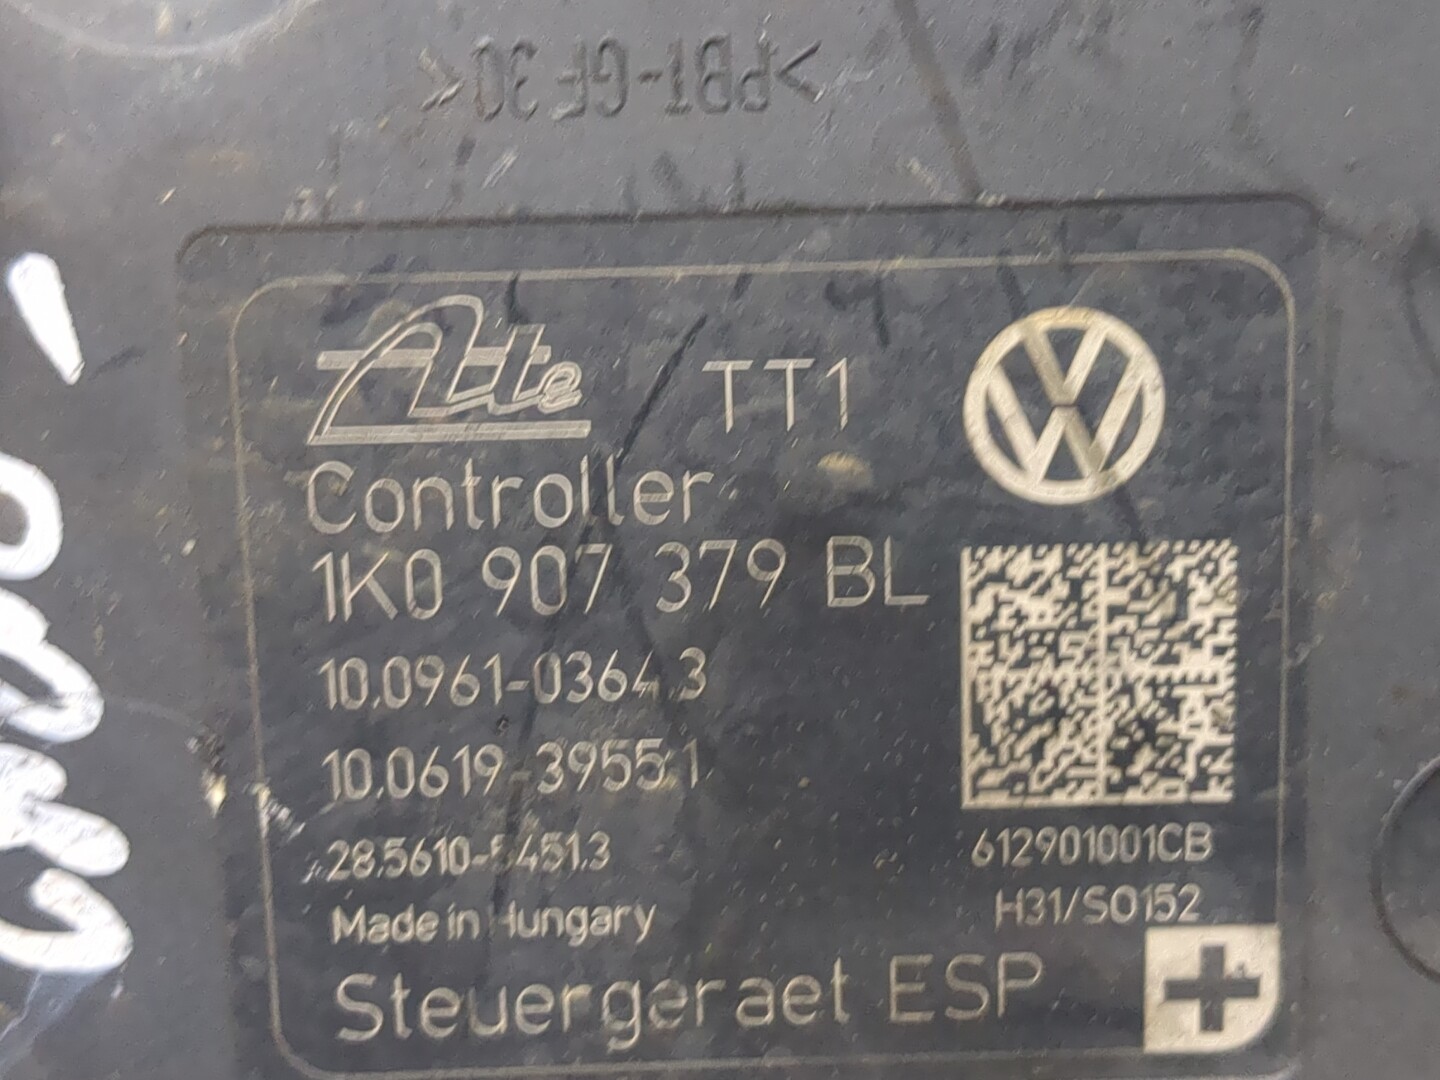 >PBT-GF30<
Ate
TT1
Controller
1K0 907 379 BL
10.0961-0364.3
10.0619-3955.1
28.5610-5451.3
612901001CB
Made in Hungary
H31/S0152
Steuergeraet ESP